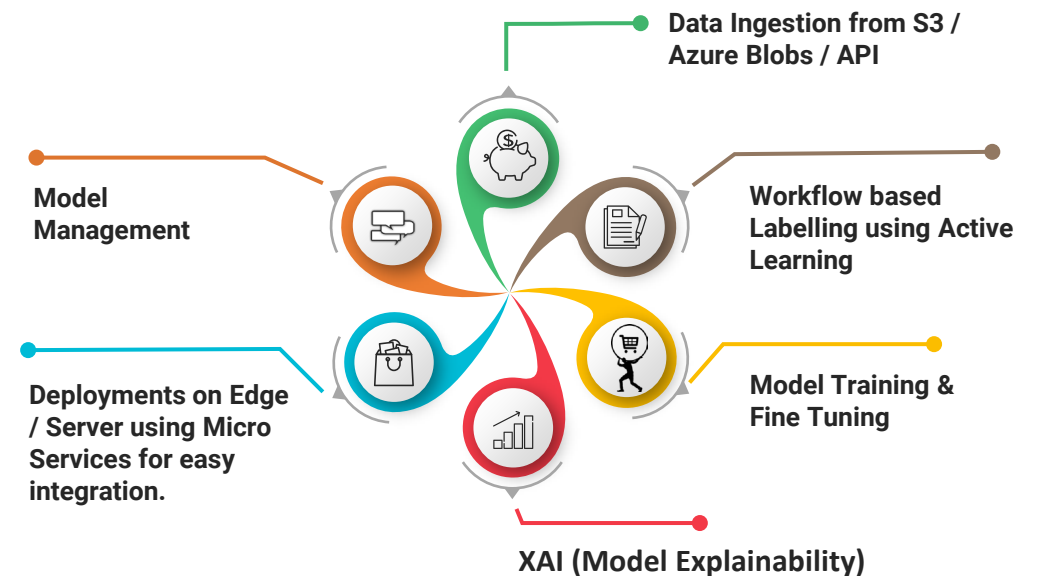 Data Ingestion from S3 /
Azure Blobs / API
Workflow based
Labelling using Active
Learning
Model Training &
Fine Tuning
XAI (Model Explainability)
Deployments on Edge
/ Server using Micro
Services for easy
integration.
Model
Management
$